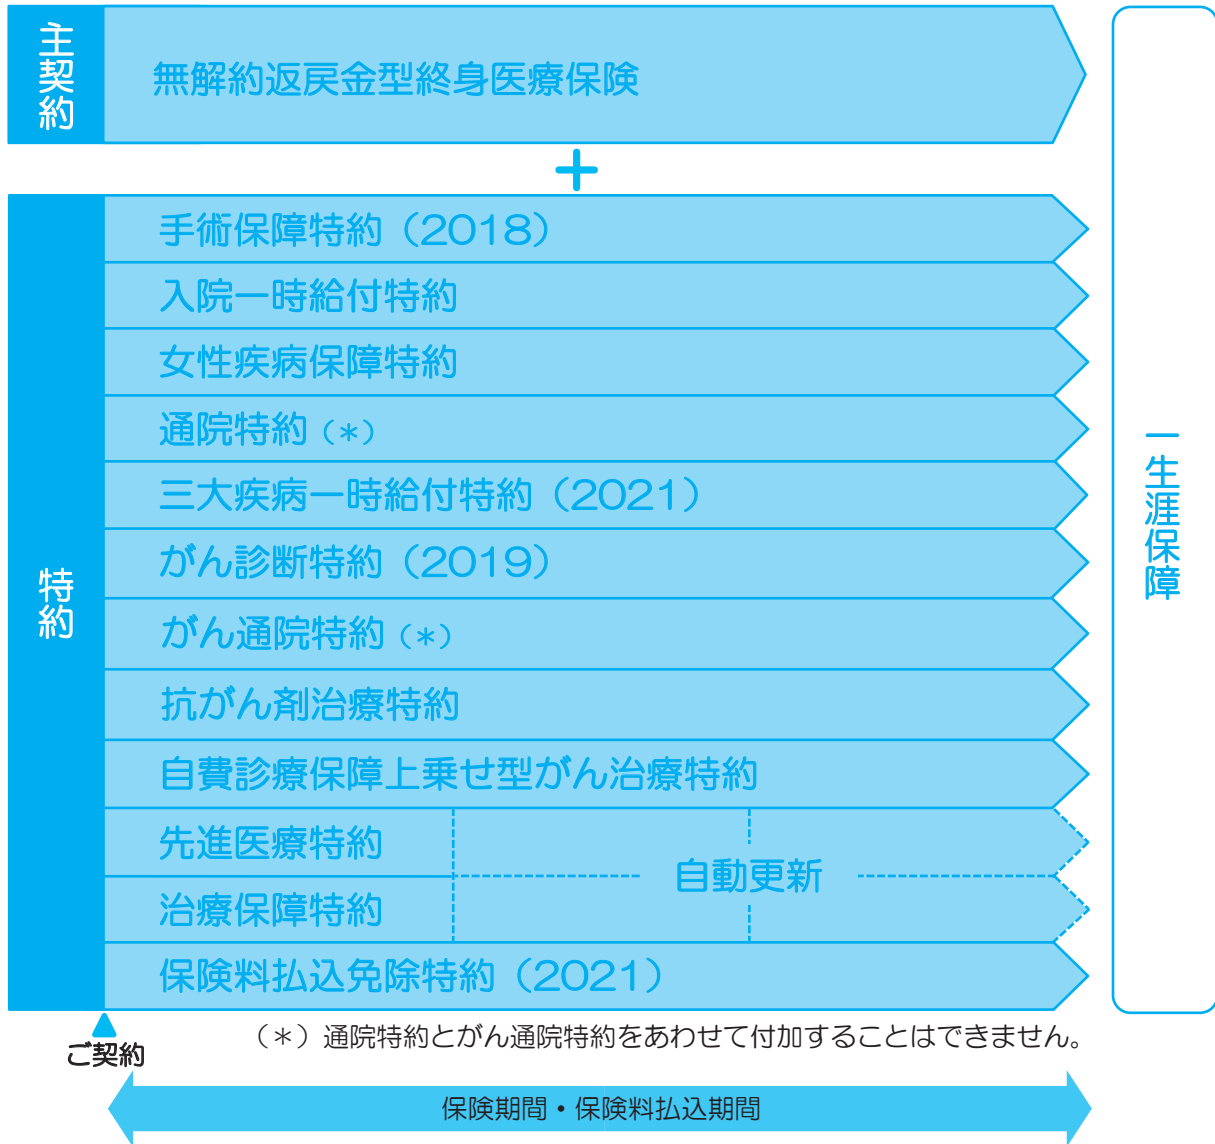 主契約
無解約返戻金型終身医療保険
+
特約
手術保障特約（2018）
入院一時給付特約
女性疾病保障特約
通院特約（＊）
三大疾病一時給付特約（2021）
がん診断特約（2019）
がん通院特約（＊）
抗がん剤治療特約
自費診療保障上乗せ型がん治療特約
先進医療特約
治療保障特約
自動更新
保険料払込免除特約（2021）
一生涯保障
ご契約
（＊）通院特約とがん通院特約をあわせて付加することはできません。
保険期間・保険料払込期間